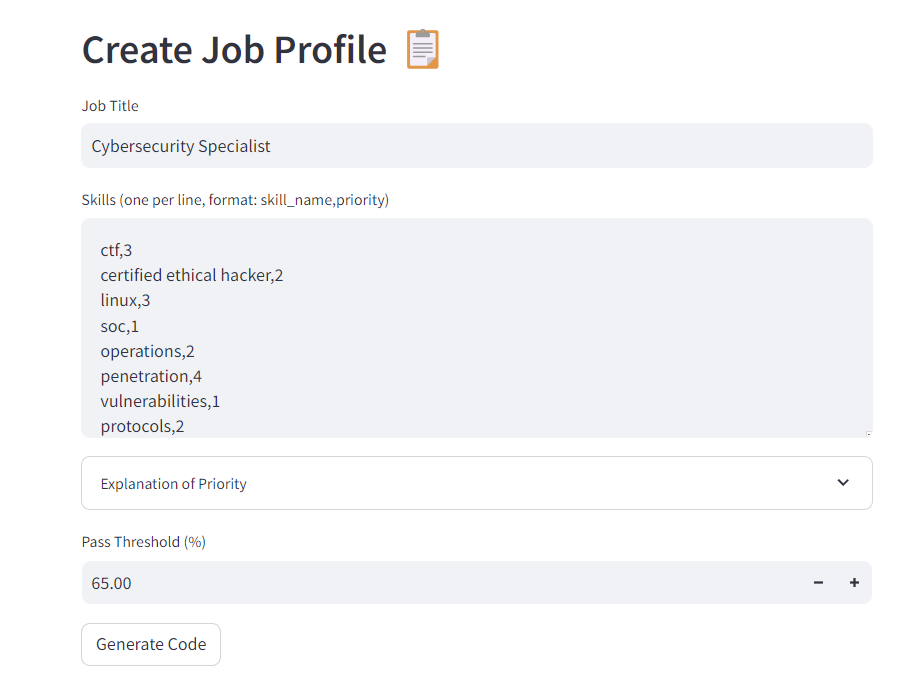 Create Job Profile
Job Title
Cybersecurity Specialist
Skills (one per line, format: skill_name,priority)
ctf,3
certified ethical hacker,2
linux,3
soc,1
operations,2
penetration,4
vulnerabilities,1
protocols,2
Explanation of Priority
Pass Threshold (%)
65.00
Generate Code